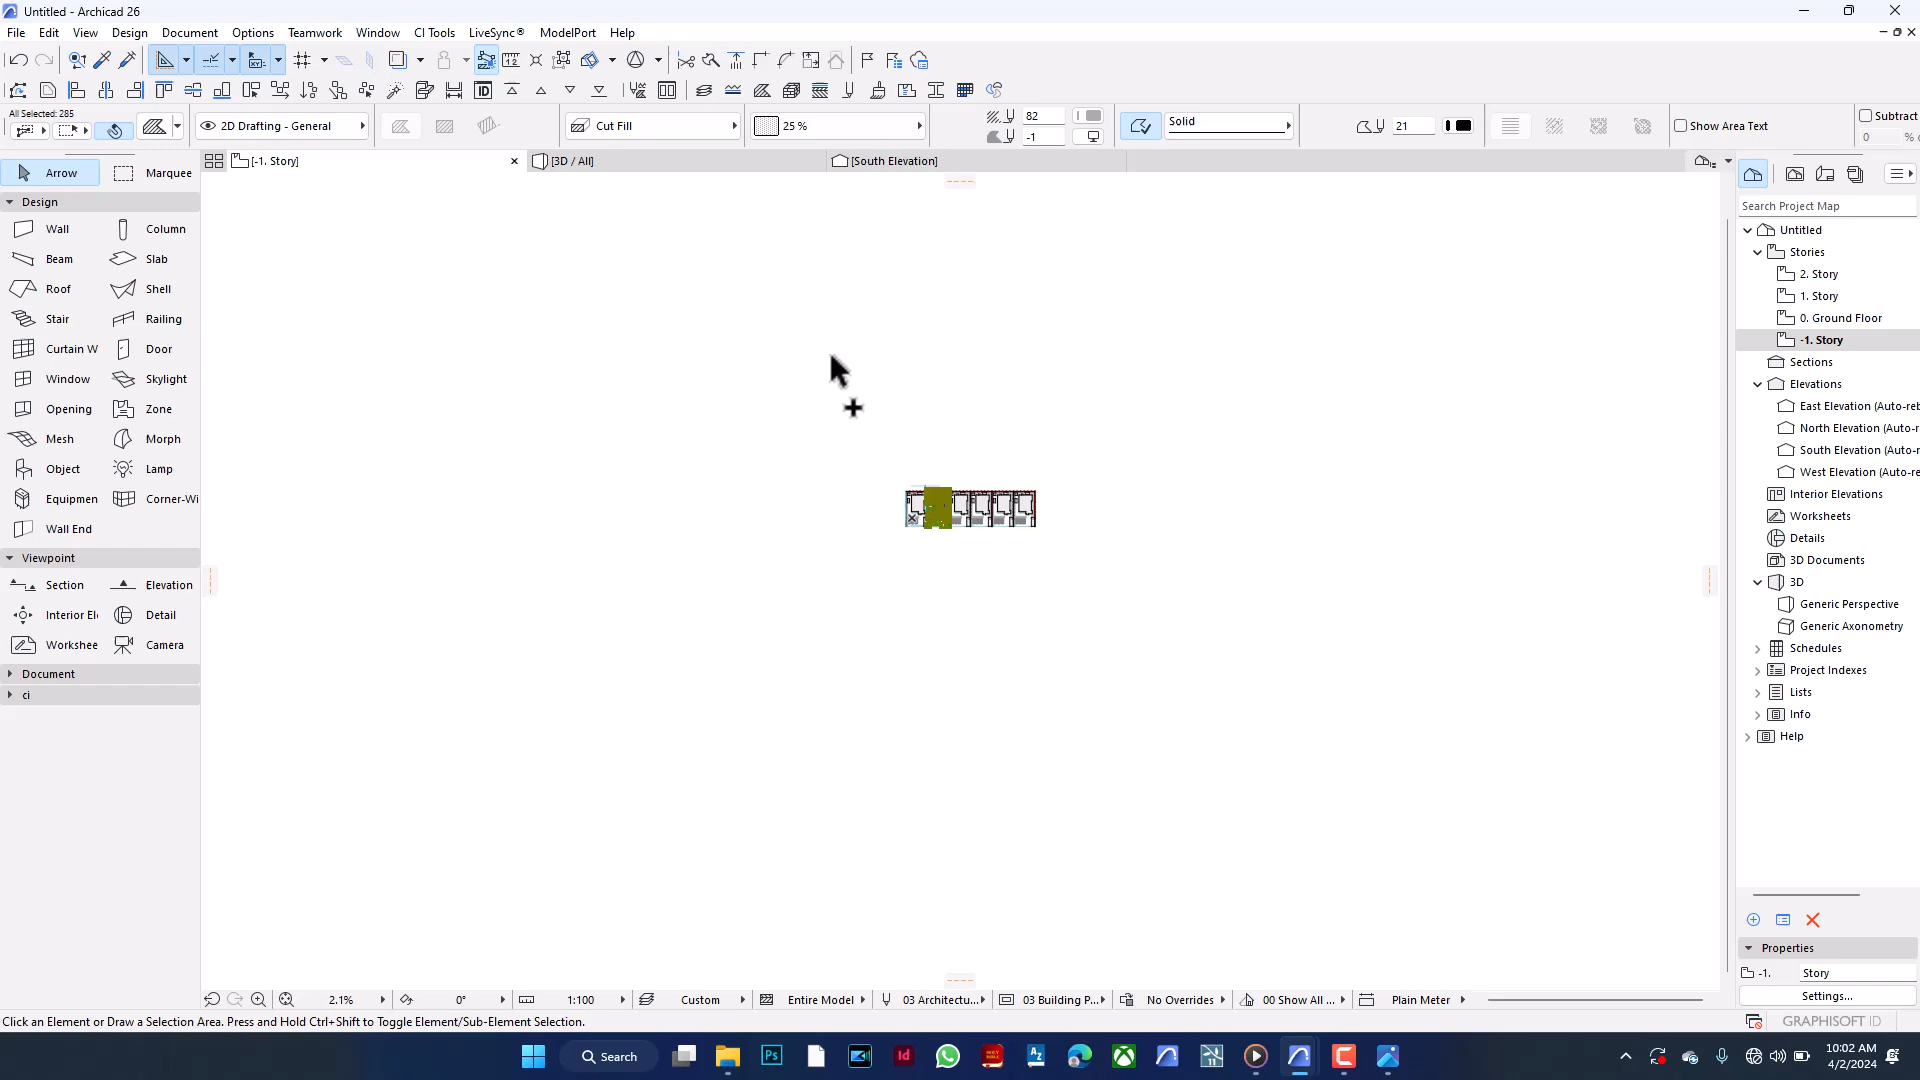 Untitled - Archicad 26
File Edit View Design Document Options Teamwork Window CI Tools LiveSync® ModelPort Help
All Selected: 285
2D Drafting - General
Cut Fill
25 %
82
-1
Solid
21
Show Area Text
Subtract
0 %
[-1. Story]
[3D / All]
[South Elevation]
Arrow Marquee
Design
Wall Column
Beam Slab
Roof Shell
Stair Railing
Curtain W Door
Window Skylight
Opening Zone
Mesh Morph
Object Lamp
Equipmen Corner-Wi
Wall End
Viewpoint
Section Elevation
Interior El Detail
Workshee Camera
Document
ci
Search Project Map
Untitled
Stories
2. Story
1. Story
0. Ground Floor
-1. Story
Sections
Elevations
East Elevation (Auto-reb
North Elevation (Auto-r
South Elevation (Auto-r
West Elevation (Auto-re
Interior Elevations
Worksheets
Details
3D Documents
3D
Generic Perspective
Generic Axonometry
Schedules
Project Indexes
Lists
Info
Help
Properties
-1. Story
Settings...
2.1% 0° 1:100 Custom Entire Model 03 Architectu... 03 Building P... No Overrides 00 Show All ... Plain Meter
Click an Element or Draw a Selection Area. Press and Hold Ctrl+Shift to Toggle Element/Sub-Element Selection.
GRAPHISOFT ID
Search
10:02 AM
4/2/2024